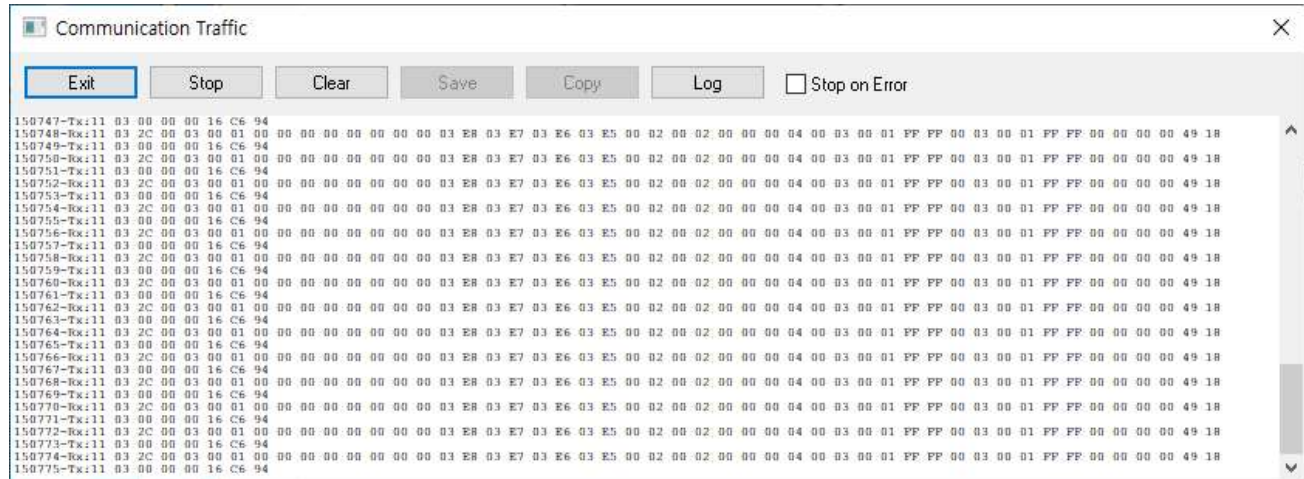 Communication Traffic
Exit Stop Clear Save Copy Log Stop on Error
150747-Tx:11 03 00 00 00 16 C6 94
150748-Rx:11 03 2C 00 03 00 01 00 00 00 00 00 00 00 00 03 E8 03 E7 03 E6 03 E5 00 02 00 02 00 00 00 04 00 03 00 01 FF FF 00 03 00 01 FF FF 00 00 00 00 49 18
150749-Tx:11 03 00 00 00 16 C6 94
150750-Rx:11 03 2C 00 03 00 01 00 00 00 00 00 00 00 00 03 E8 03 E7 03 E6 03 E5 00 02 00 02 00 00 00 04 00 03 00 01 FF FF 00 03 00 01 FF FF 00 00 00 00 49 18
150751-Tx:11 03 00 00 00 16 C6 94
150752-Rx:11 03 2C 00 03 00 01 00 00 00 00 00 00 00 00 03 E8 03 E7 03 E6 03 E5 00 02 00 02 00 00 00 04 00 03 00 01 FF FF 00 03 00 01 FF FF 00 00 00 00 49 18
150753-Tx:11 03 00 00 00 16 C6 94
150754-Rx:11 03 2C 00 03 00 01 00 00 00 00 00 00 00 00 03 E8 03 E7 03 E6 03 E5 00 02 00 02 00 00 00 04 00 03 00 01 FF FF 00 03 00 01 FF FF 00 00 00 00 49 18
150755-Tx:11 03 00 00 00 16 C6 94
150756-Rx:11 03 2C 00 03 00 01 00 00 00 00 00 00 00 00 03 E8 03 E7 03 E6 03 E5 00 02 00 02 00 00 00 04 00 03 00 01 FF FF 00 03 00 01 FF FF 00 00 00 00 49 18
150757-Tx:11 03 00 00 00 16 C6 94
150758-Rx:11 03 2C 00 03 00 01 00 00 00 00 00 00 00 00 03 E8 03 E7 03 E6 03 E5 00 02 00 02 00 00 00 04 00 03 00 01 FF FF 00 03 00 01 FF FF 00 00 00 00 49 18
150759-Tx:11 03 00 00 00 16 C6 94
150760-Rx:11 03 2C 00 03 00 01 00 00 00 00 00 00 00 00 03 E8 03 E7 03 E6 03 E5 00 02 00 02 00 00 00 04 00 03 00 01 FF FF 00 03 00 01 FF FF 00 00 00 00 49 18
150761-Tx:11 03 00 00 00 16 C6 94
150762-Rx:11 03 2C 00 03 00 01 00 00 00 00 00 00 00 00 03 E8 03 E7 03 E6 03 E5 00 02 00 02 00 00 00 04 00 03 00 01 FF FF 00 03 00 01 FF FF 00 00 00 00 49 18
150763-Tx:11 03 00 00 00 16 C6 94
150764-Rx:11 03 2C 00 03 00 01 00 00 00 00 00 00 00 00 03 E8 03 E7 03 E6 03 E5 00 02 00 02 00 00 00 04 00 03 00 01 FF FF 00 03 00 01 FF FF 00 00 00 00 49 18
150765-Tx:11 03 00 00 00 16 C6 94
150766-Rx:11 03 2C 00 03 00 01 00 00 00 00 00 00 00 00 03 E8 03 E7 03 E6 03 E5 00 02 00 02 00 00 00 04 00 03 00 01 FF FF 00 03 00 01 FF FF 00 00 00 00 49 18
150767-Tx:11 03 00 00 00 16 C6 94
150768-Rx:11 03 2C 00 03 00 01 00 00 00 00 00 00 00 00 03 E8 03 E7 03 E6 03 E5 00 02 00 02 00 00 00 04 00 03 00 01 FF FF 00 03 00 01 FF FF 00 00 00 00 49 18
150769-Tx:11 03 00 00 00 16 C6 94
150770-Rx:11 03 2C 00 03 00 01 00 00 00 00 00 00 00 00 03 E8 03 E7 03 E6 03 E5 00 02 00 02 00 00 00 04 00 03 00 01 FF FF 00 03 00 01 FF FF 00 00 00 00 49 18
150771-Tx:11 03 00 00 00 16 C6 94
150772-Rx:11 03 2C 00 03 00 01 00 00 00 00 00 00 00 00 03 E8 03 E7 03 E6 03 E5 00 02 00 02 00 00 00 04 00 03 00 01 FF FF 00 03 00 01 FF FF 00 00 00 00 49 18
150773-Tx:11 03 00 00 00 16 C6 94
150774-Rx:11 03 2C 00 03 00 01 00 00 00 00 00 00 00 00 03 E8 03 E7 03 E6 03 E5 00 02 00 02 00 00 00 04 00 03 00 01 FF FF 00 03 00 01 FF FF 00 00 00 00 49 18
150775-Tx:11 03 00 00 00 16 C6 94